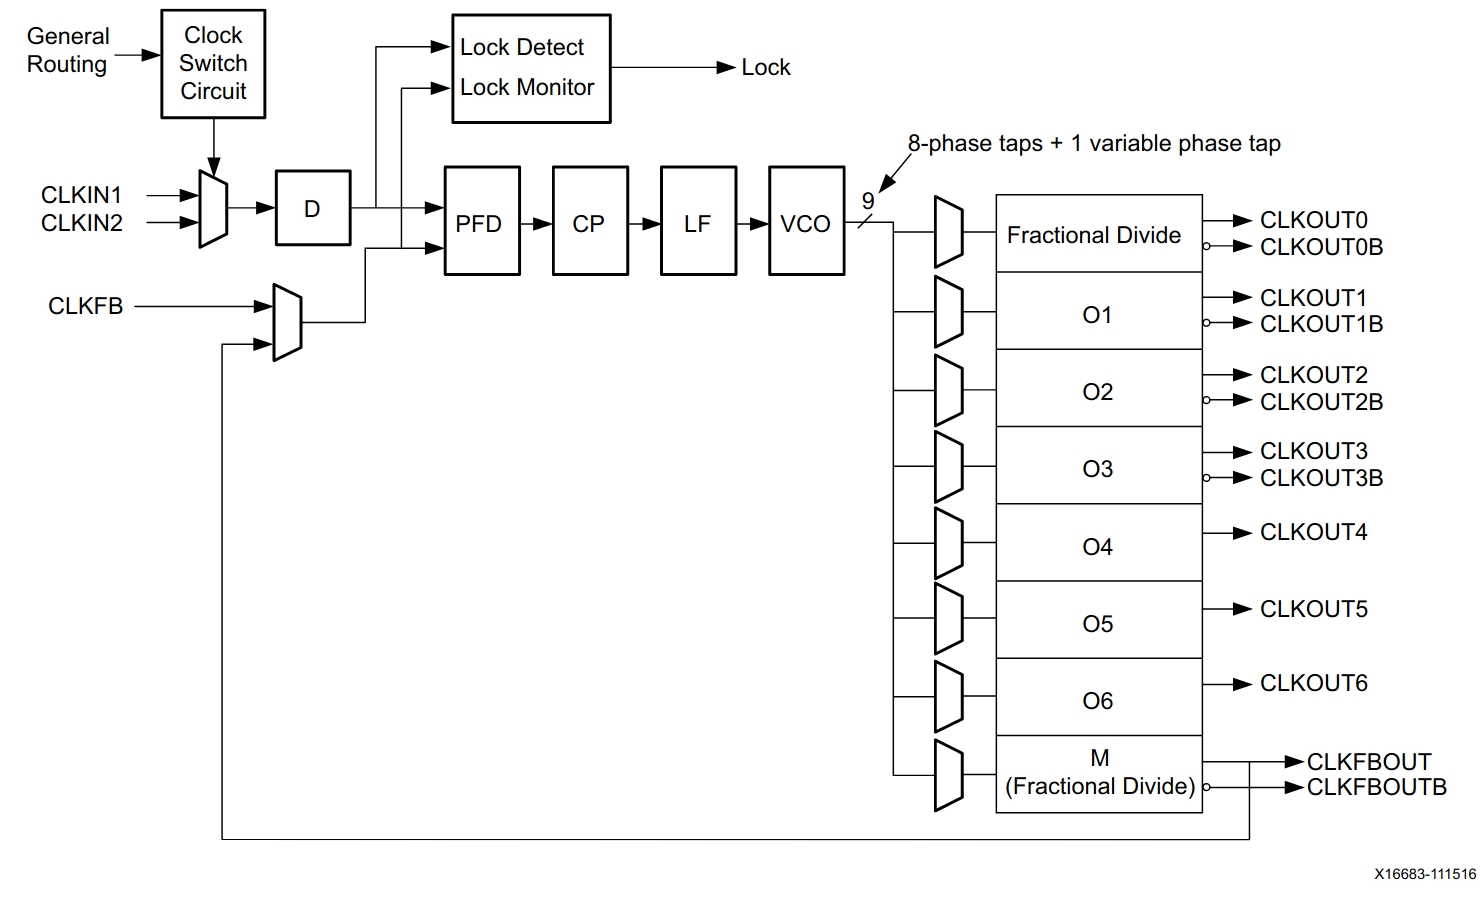 General
Routing
Clock
Switch
Circuit
Lock Detect
Lock Monitor
Lock
8-phase taps + 1 variable phase tap
CLKIN1
CLKIN2
D
PFD
CP
LF
VCO
9
CLKFB
Fractional Divide
CLKOUT0
CLKOUT0B
O1
CLKOUT1
CLKOUT1B
O2
CLKOUT2
CLKOUT2B
O3
CLKOUT3
CLKOUT3B
O4
CLKOUT4
O5
CLKOUT5
O6
CLKOUT6
M
(Fractional Divide)
CLKFBOUT
CLKFBOUTB
X16683-111516